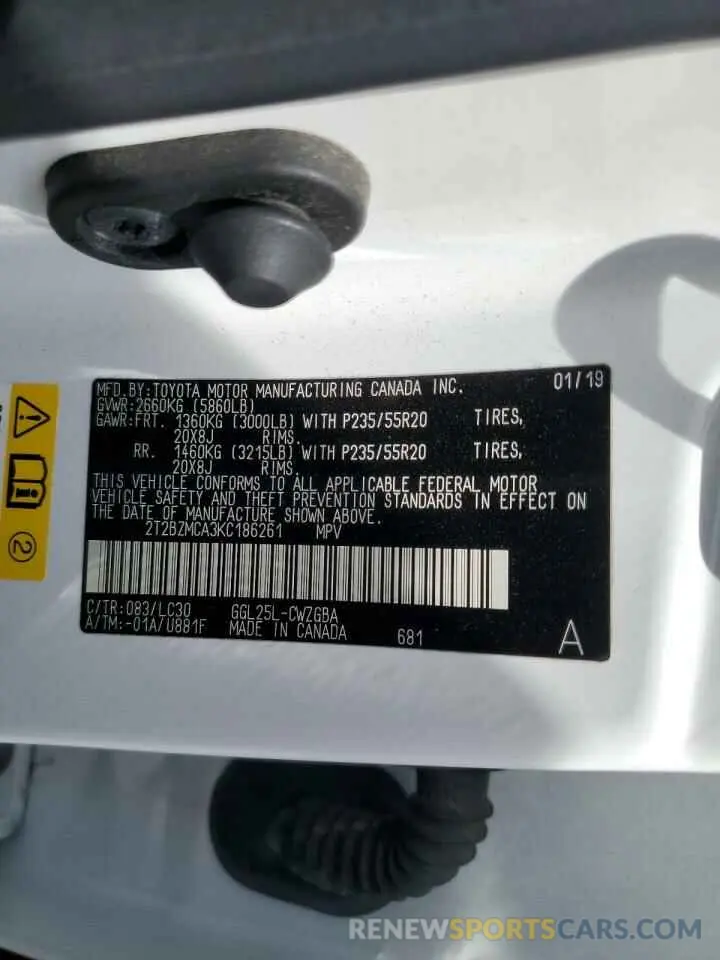 MFD.BY:TOYOTA MOTOR MANUFACTURING CANADA INC. 01/19
GVWR:2660KG (5860LB)
GAWR:FRT. 1360KG (3000LB) WITH P235/55R20 TIRES,
20X8J RIMS.
RR. 1460KG (3215LB) WITH P235/55R20 TIRES,
20X8J RIMS.
THIS VEHICLE CONFORMS TO ALL APPLICABLE FEDERAL MOTOR
VEHICLE SAFETY AND THEFT PREVENTION STANDARDS IN EFFECT ON
THE DATE OF MANUFACTURE SHOWN ABOVE.
2T2BZMCA3KC186261 MPV
C/TR:083/LC30 GGL25L-CWZGBA
A/TM:-01A/U881F MADE IN CANADA 681 A
2
RENEWSPORTSCARS.COM